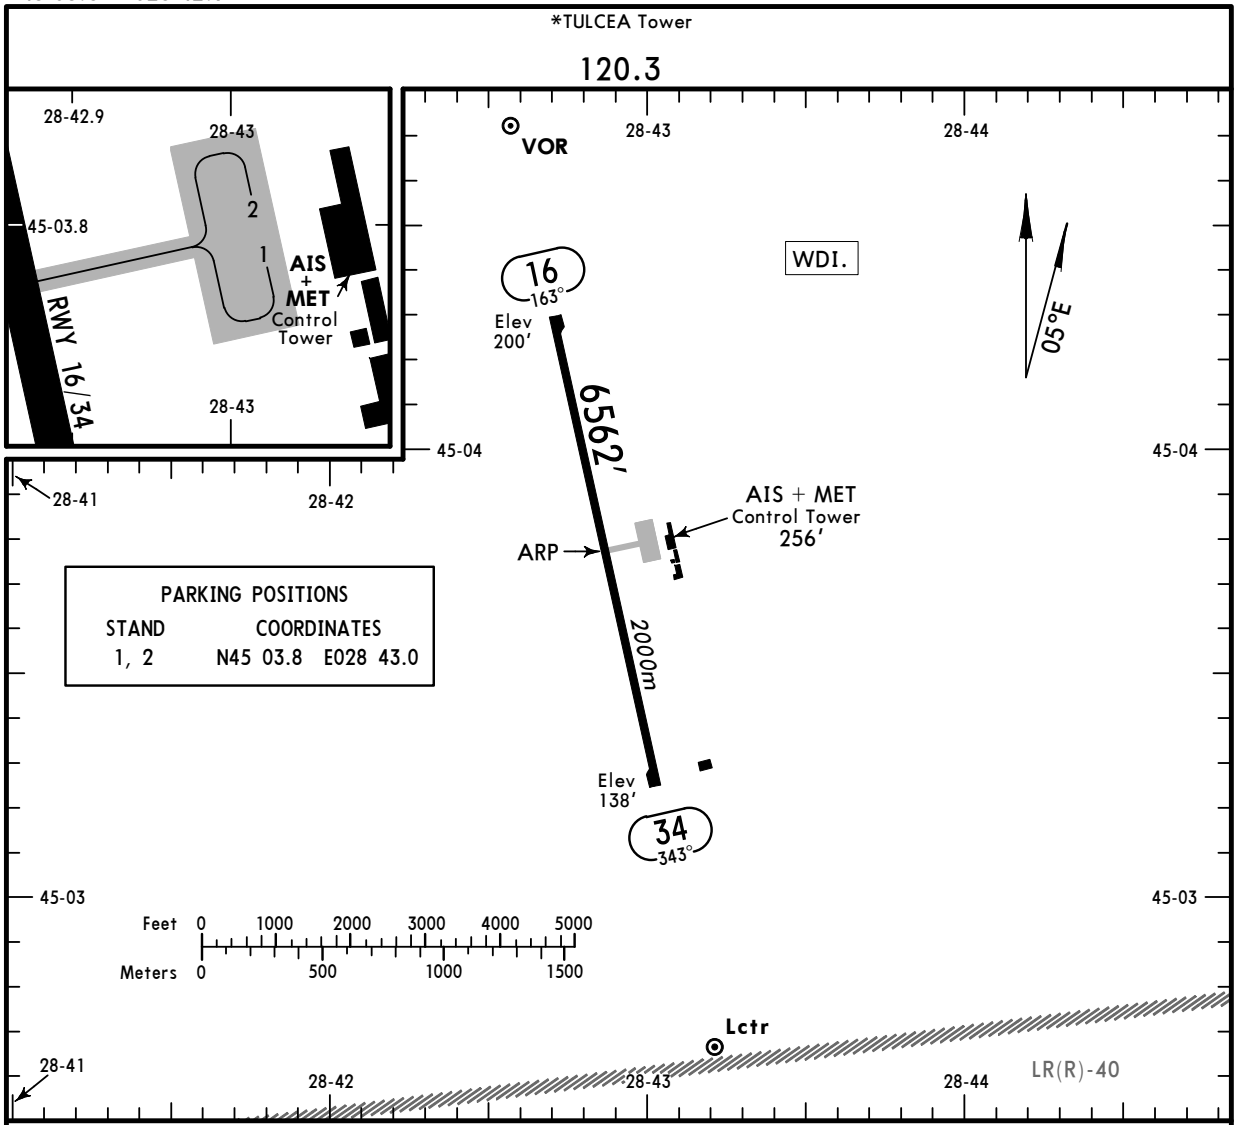 *TULCEA Tower
120.3
28-42.9
28-43
45-03.8
2
1
AIS
+
MET
Control
Tower
RWY 16/34
28-43
VOR
28-43
28-44
WDI.
05°E
16
163°
Elev
200'
6562'
45-04
45-04
28-41
28-42
AIS + MET
Control Tower
256'
ARP
PARKING POSITIONS
STAND COORDINATES
1, 2 N45 03.8 E028 43.0
2000m
Elev
138'
34
343°
45-03
45-03
Feet 0 1000 2000 3000 4000 5000
Meters 0 500 1000 1500
Lctr
28-41
28-42
28-43
28-44
LR(R)-40